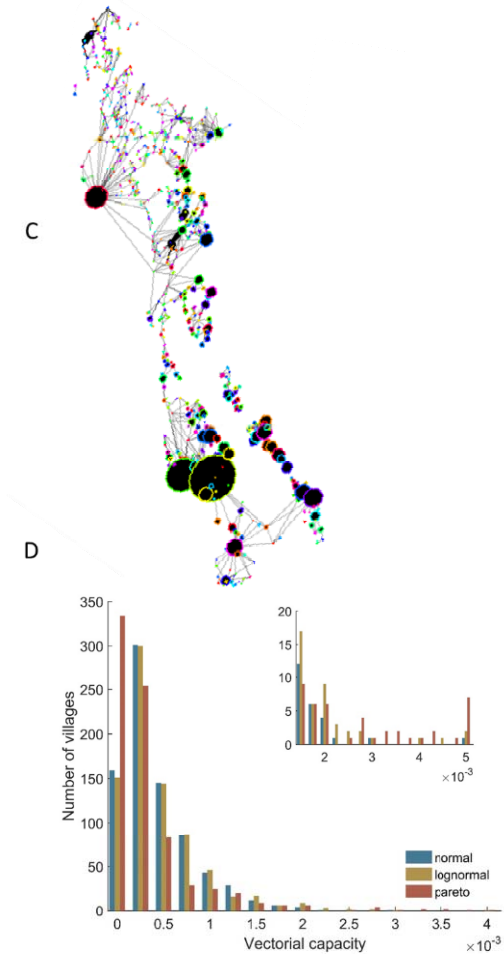 C
D
350
300
250
200
150
100
50
0
Number of villages
0 0.5 1 1.5 2 2.5 3 3.5 4
×10⁻³
Vectorial capacity
20
15
10
5
0
2 3 4 5
×10⁻³
normal
lognormal
pareto